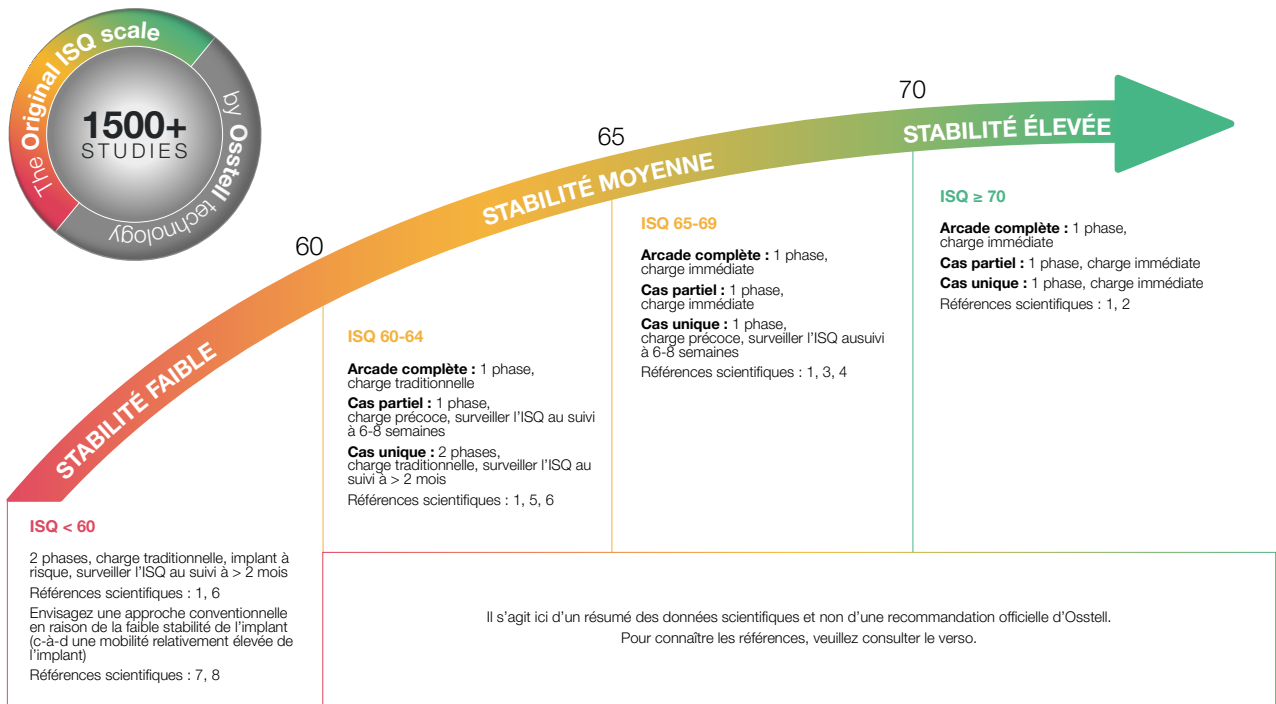 The Original ISQ scale
by Osstell technology
1500+
STUDIES
60
65
70
STABILITÉ FAIBLE
STABILITÉ MOYENNE
STABILITÉ ÉLEVÉE
ISQ < 60
2 phases, charge traditionnelle, implant à
risque, surveiller l'ISQ au suivi à > 2 mois
Références scientifiques : 1, 6
Envisagez une approche conventionnelle
en raison de la faible stabilité de l'implant
(c-à-d une mobilité relativement élevée de
l'implant)
Références scientifiques : 7, 8
ISQ 60-64
Arcade complète : 1 phase,
charge traditionnelle
Cas partiel : 1 phase,
charge précoce, surveiller l'ISQ au suivi
à 6-8 semaines
Cas unique : 2 phases,
charge traditionnelle, surveiller l'ISQ au
suivi à > 2 mois
Références scientifiques : 1, 5, 6
ISQ 65-69
Arcade complète : 1 phase,
charge immédiate
Cas partiel : 1 phase,
charge immédiate
Cas unique : 1 phase,
charge précoce, surveiller l'ISQ ausuivi
à 6-8 semaines
Références scientifiques : 1, 3, 4
ISQ ≥ 70
Arcade complète : 1 phase,
charge immédiate
Cas partiel : 1 phase, charge immédiate
Cas unique : 1 phase, charge immédiate
Références scientifiques : 1, 2
Il s'agit ici d'un résumé des données scientifiques et non d'une recommandation officielle d'Osstell.
Pour connaître les références, veuillez consulter le verso.